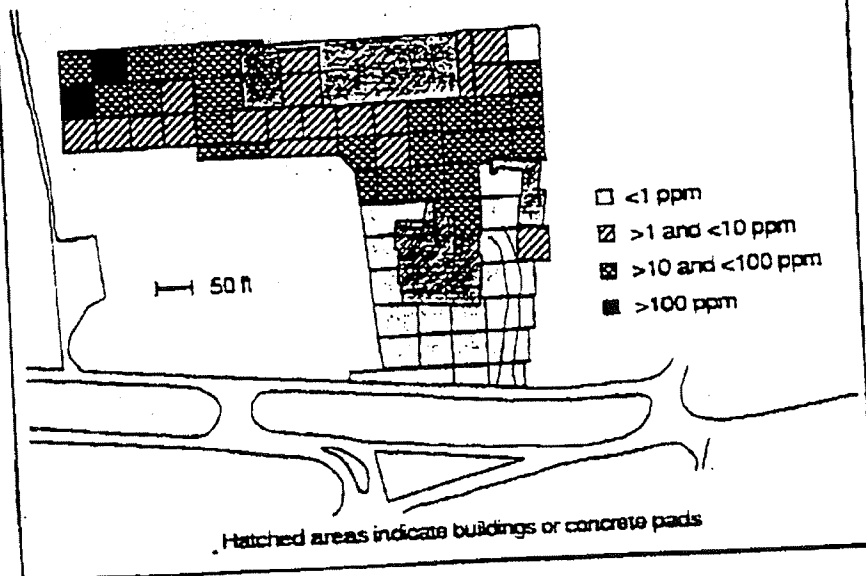 <1 ppm
>1 and <10 ppm
>10 and <100 ppm
>100 ppm
50 ft
Hatched areas indicate buildings or concrete pads